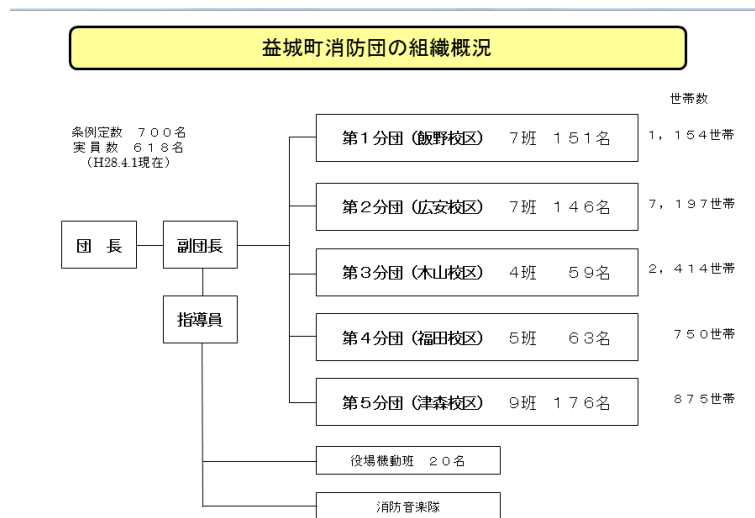 益城町消防団の組織概況
世帯数
条例定数　７００名
実員数　６１８名
（H28.4.1現在）
第１分団（飯野校区）　７班　１５１名　１，１５４世帯
第２分団（広安校区）　７班　１４６名　７，１９７世帯
団　長　副団長
第３分団（木山校区）　４班　５９名　２，４１４世帯
指導員
第４分団（福田校区）　５班　６３名　７５０世帯
第５分団（津森校区）　９班　１７６名　８７５世帯
役場機動班　２０名
消防音楽隊